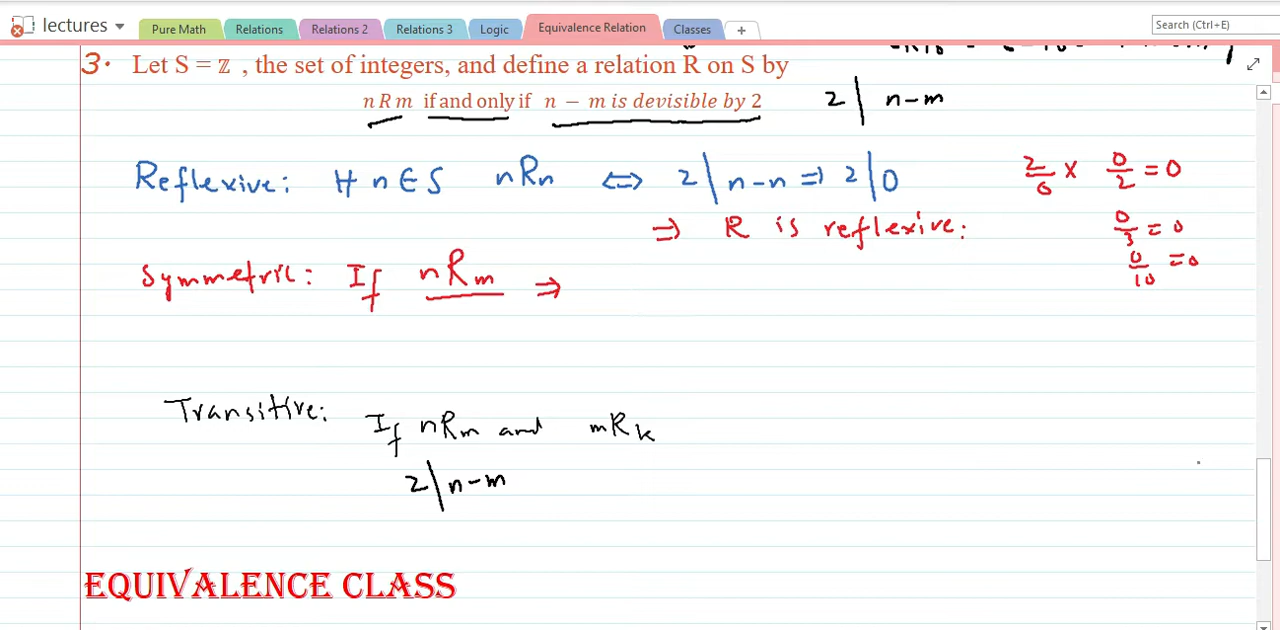 lectures
Pure Math Relations Relations 2 Relations 3 Logic Equivalence Relation Classes +
Search (Ctrl+E)
3. Let S = ℤ , the set of integers, and define a relation R on S by
n R m if and only if n − m is devisible by 2 2 | n-m
Reflexive: ∀ n ∈ S nRn ⇔ 2 | n-n ⇒ 2 | 0
2/0 × 0/2 = 0
⇒ R is reflexive:
0/3 = 0
0/10 = 0
Symmetric: If nRm ⇒
Transitive: If nRm and mRk
2 | n-m
EQUIVALENCE CLASS